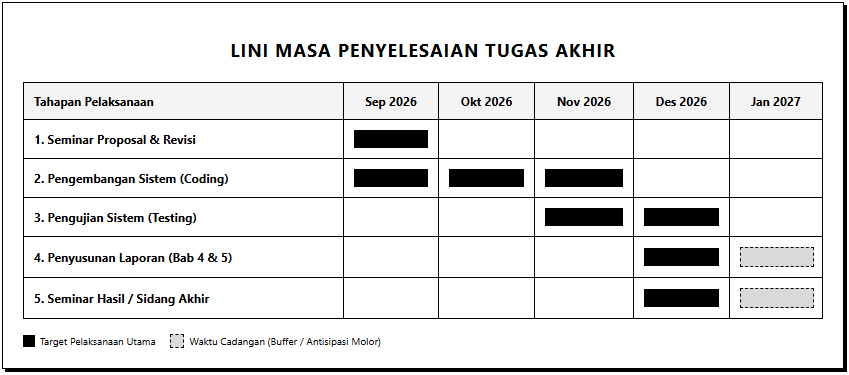 LINI MASA PENYELESAIAN TUGAS AKHIR
Tahapan Pelaksanaan Sep 2026 Okt 2026 Nov 2026 Des 2026 Jan 2027
1. Seminar Proposal & Revisi
2. Pengembangan Sistem (Coding)
3. Pengujian Sistem (Testing)
4. Penyusunan Laporan (Bab 4 & 5)
5. Seminar Hasil / Sidang Akhir
Target Pelaksanaan Utama Waktu Cadangan (Buffer / Antisipasi Molor)